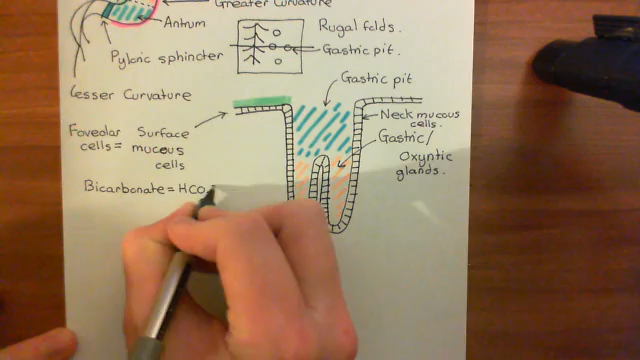 Greater Curvature
Antrum
Pyloric sphincter
Lesser Curvature
Rugal folds.
Gastric pit.
Gastric pit
Foveolar Surface
cells = mucous
cells
Neck mucous
cells.
Gastric/
Oxyntic
glands.
Bicarbonate = HCO